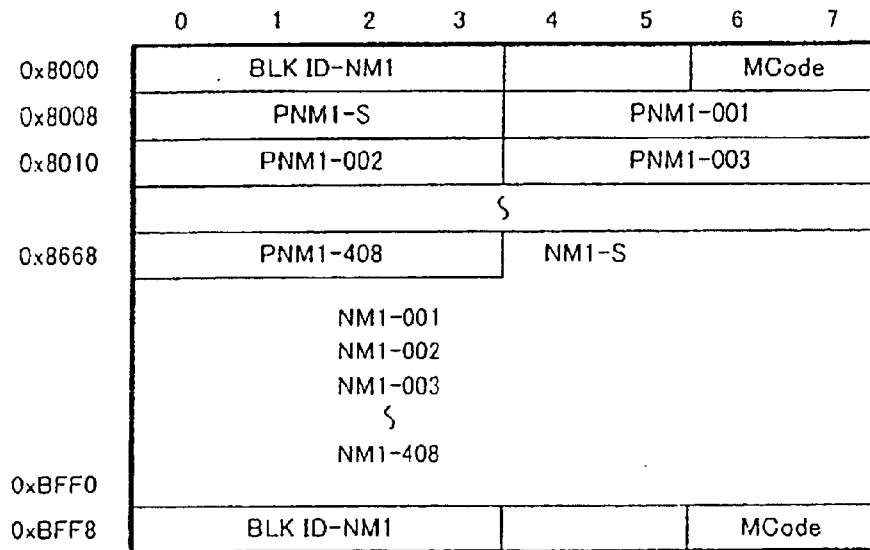 0 1 2 3 4 5 6 7
0x8000 BLK ID-NM1 MCode
0x8008 PNM1-S PNM1-001
0x8010 PNM1-002 PNM1-003
0x8668 PNM1-408 NM1-S
NM1-001
NM1-002
NM1-003
NM1-408
0xBFF0
0xBFF8 BLK ID-NM1 MCode